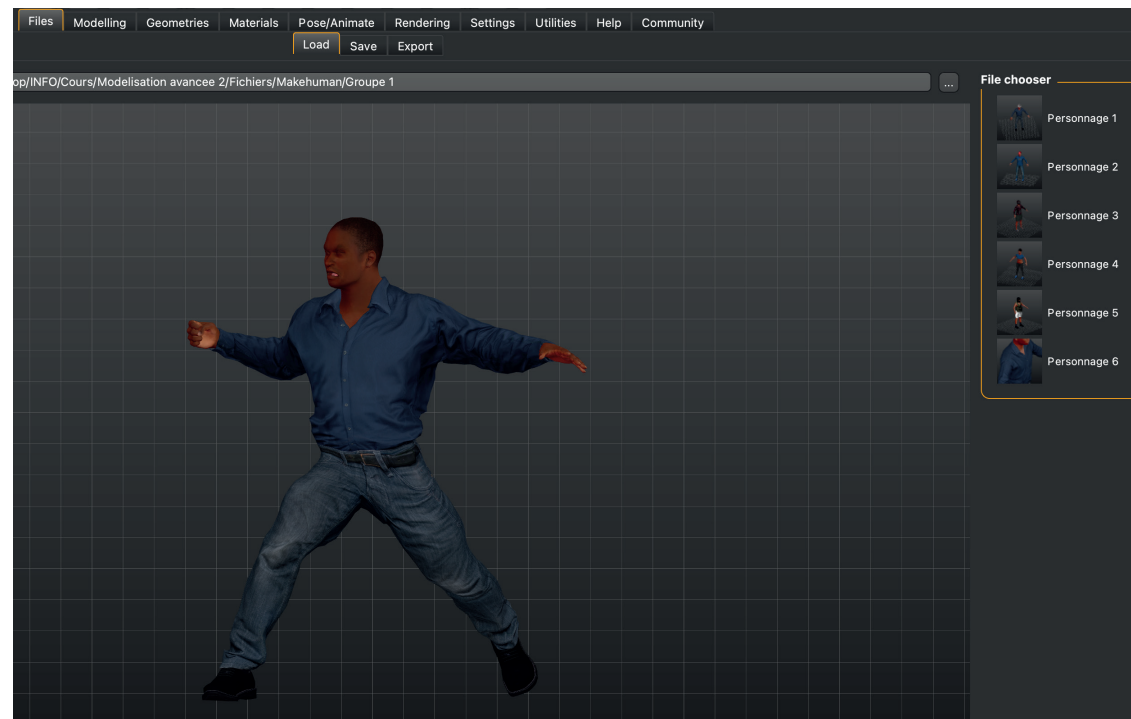 Files Modelling Geometries Materials Pose/Animate Rendering Settings Utilities Help Community
Load Save Export
op/INFO/Cours/Modelisation avancee 2/Fichiers/Makehuman/Groupe 1
...
File chooser
Personnage 1
Personnage 2
Personnage 3
Personnage 4
Personnage 5
Personnage 6